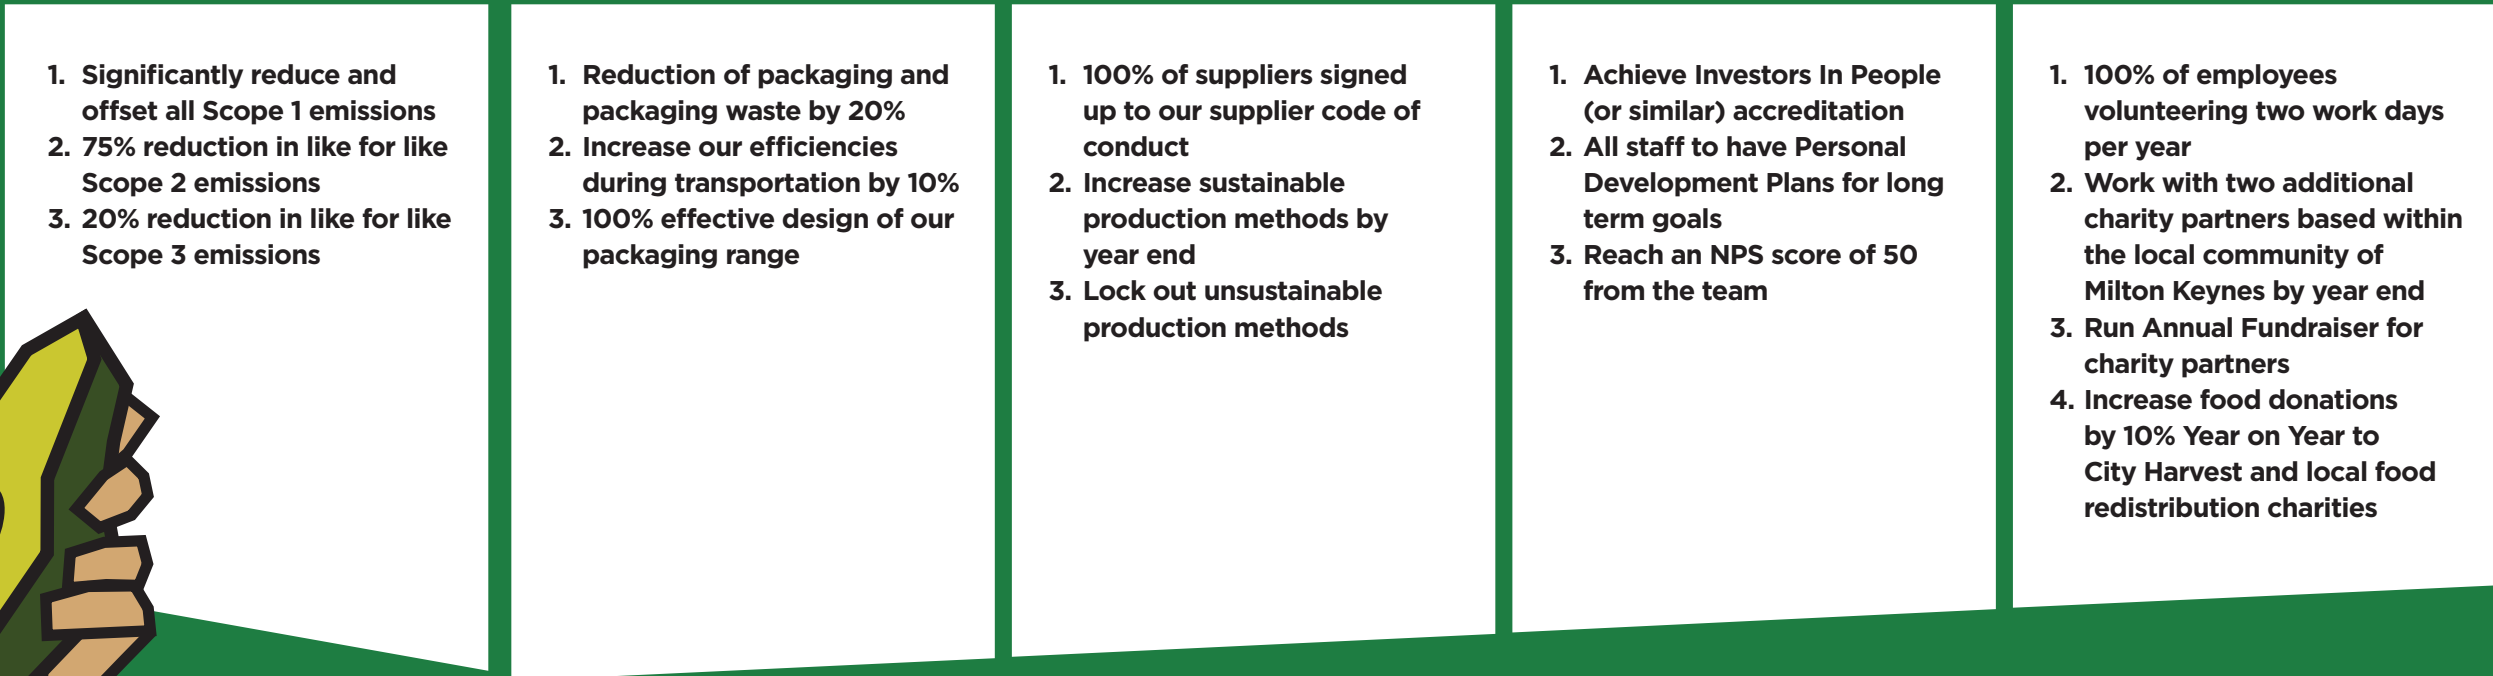 1. Significantly reduce and
offset all Scope 1 emissions
2. 75% reduction in like for like
Scope 2 emissions
3. 20% reduction in like for like
Scope 3 emissions
1. Reduction of packaging and
packaging waste by 20%
2. Increase our efficiencies
during transportation by 10%
3. 100% effective design of our
packaging range
1. 100% of suppliers signed
up to our supplier code of
conduct
2. Increase sustainable
production methods by
year end
3. Lock out unsustainable
production methods
1. Achieve Investors In People
(or similar) accreditation
2. All staff to have Personal
Development Plans for long
term goals
3. Reach an NPS score of 50
from the team
1. 100% of employees
volunteering two work days
per year
2. Work with two additional
charity partners based within
the local community of
Milton Keynes by year end
3. Run Annual Fundraiser for
charity partners
4. Increase food donations
by 10% Year on Year to
City Harvest and local food
redistribution charities